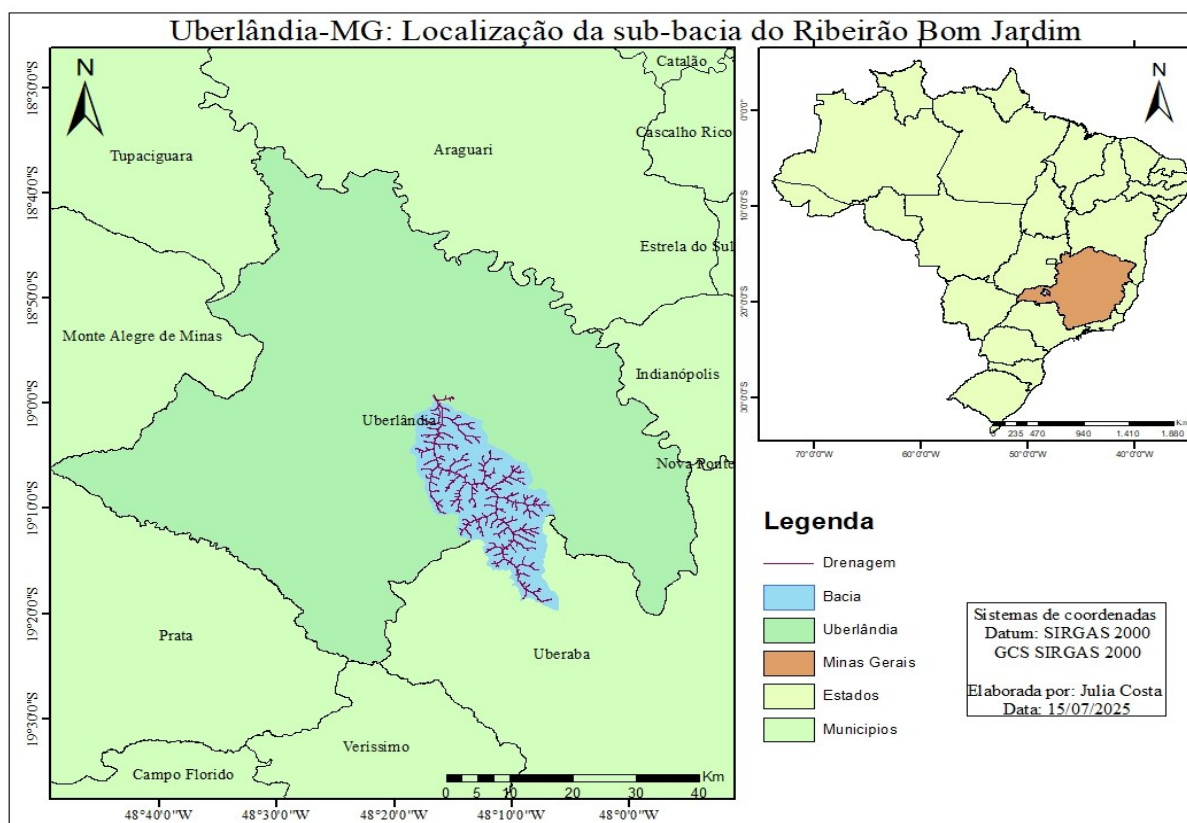 Uberlândia-MG: Localização da sub-bacia do Ribeirão Bom Jardim
N
Catalão
Cascalho Rico
Tupaciguara
Araguari
Estrela do Sul
Monte Alegre de Minas
Indianópolis
Uberlândia
Nova Ponte
Prata
Uberaba
Verissimo
Campo Florido
18°30'0"S
18°40'0"S
18°50'0"S
19°0'0"S
19°10'0"S
19°20'0"S
19°30'0"S
Km
0 5 10 20 30 40
48°40'0"W 48°30'0"W 48°20'0"W 48°10'0"W 48°0'0"W
N
0°0'0"
10°0'0"S
20°0'0"S
30°0'0"S
Km
0 235 470 940 1.410 1.880
70°0'0"W 60°0'0"W 50°0'0"W 40°0'0"W
Legenda
Drenagem
Bacia
Uberlândia
Minas Gerais
Estados
Municipios
Sistemas de coordenadas
Datum: SIRGAS 2000
GCS SIRGAS 2000
Elaborada por: Julia Costa
Data: 15/07/2025